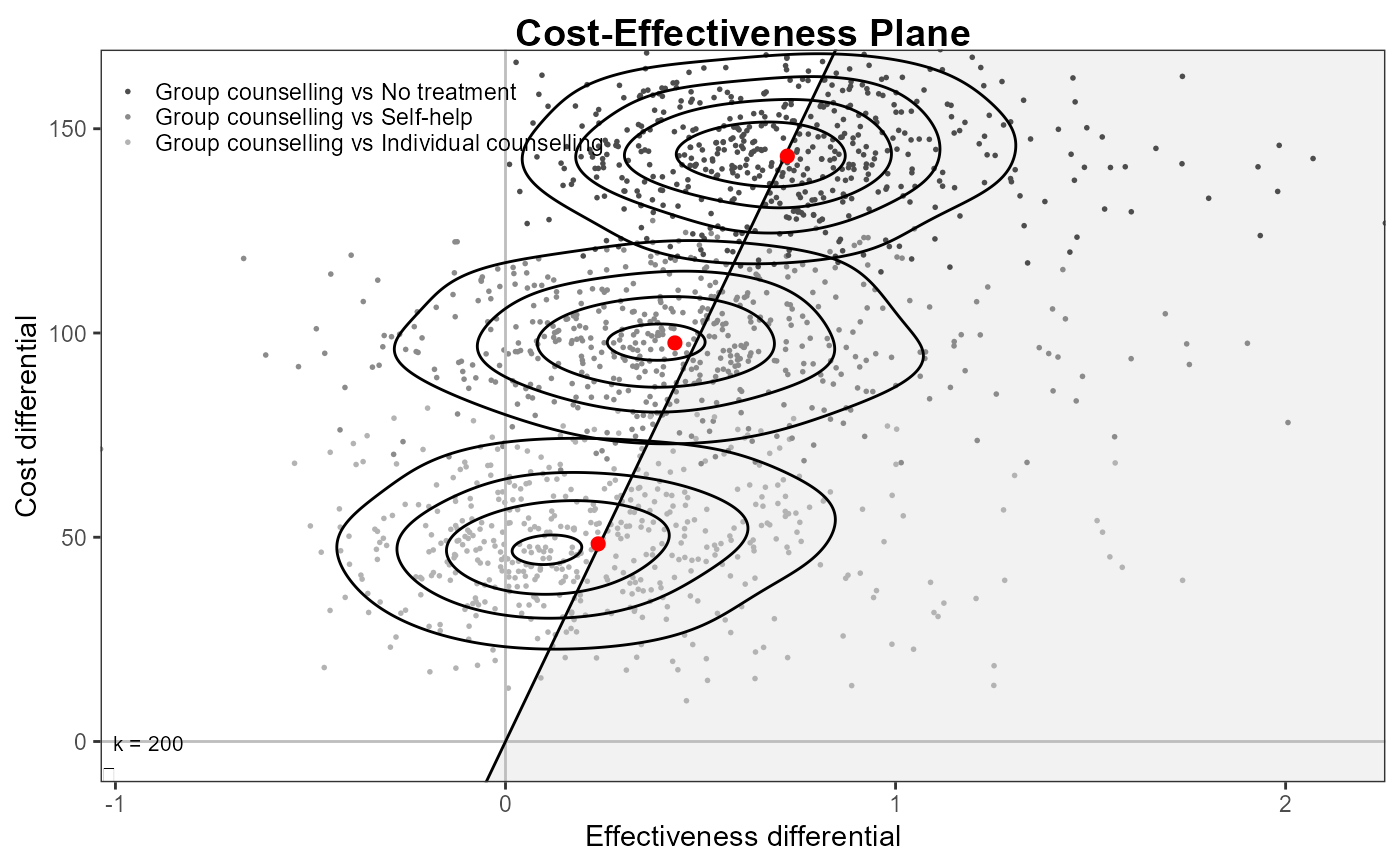 Cost-Effectiveness Plane
Group counselling vs No treatment
Group counselling vs Self-help
Group counselling vs Individual counselling
150
100
50
0
Cost differential
k = 200
-1
0
1
2
Effectiveness differential